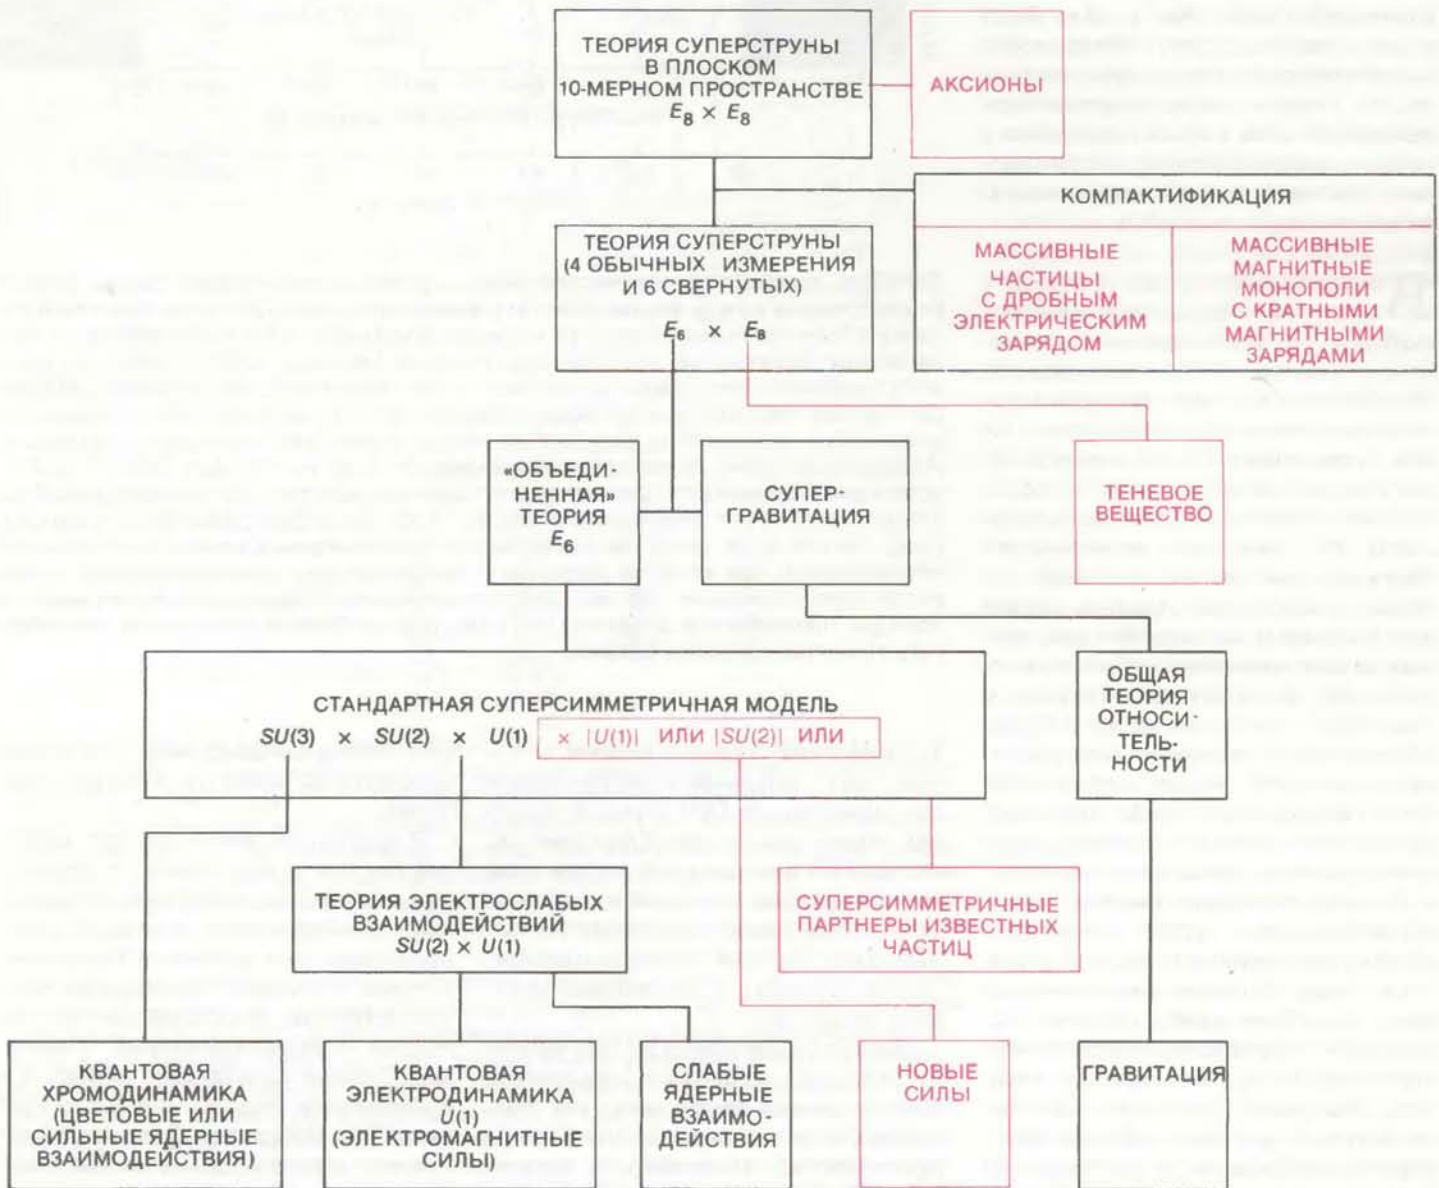 ТЕОРИЯ СУПЕРСТРУНЫ
В ПЛОСКОМ
10-МЕРНОМ ПРОСТРАНСТВЕ
E8 × E8
АКСИОНЫ
КОМПАКТИФИКАЦИЯ
МАССИВНЫЕ
ЧАСТИЦЫ
С ДРОБНЫМ
ЭЛЕКТРИЧЕСКИМ
ЗАРЯДОМ
МАССИВНЫЕ
МАГНИТНЫЕ
МОНОПОЛИ
С КРАТНЫМИ
МАГНИТНЫМИ
ЗАРЯДАМИ
ТЕОРИЯ СУПЕРСТРУНЫ
(4 ОБЫЧНЫХ ИЗМЕРЕНИЯ
И 6 СВЕРНУТЫХ)
E6 × E8
«ОБЪЕДИ-
НЕННАЯ»
ТЕОРИЯ
E6
СУПЕР-
ГРАВИТАЦИЯ
ТЕНЕВОЕ
ВЕЩЕСТВО
СТАНДАРТНАЯ СУПЕРСИММЕТРИЧНАЯ МОДЕЛЬ
SU(3) × SU(2) × U(1) × |U(1)| ИЛИ |SU(2)| ИЛИ
ОБЩАЯ
ТЕОРИЯ
ОТНОСИ-
ТЕЛЬ-
НОСТИ
ТЕОРИЯ ЭЛЕКТРОСЛАБЫХ
ВЗАИМОДЕЙСТВИЙ
SU(2) × U(1)
СУПЕРСИММЕТРИЧНЫЕ
ПАРТНЕРЫ ИЗВЕСТНЫХ
ЧАСТИЦ
КВАНТОВАЯ
ХРОМОДИНАМИКА
(ЦВЕТОВЫЕ ИЛИ
СИЛЬНЫЕ ЯДЕРНЫЕ
ВЗАИМОДЕЙСТВИЯ)
КВАНТОВАЯ
ЭЛЕКТРОДИНАМИКА
U(1)
(ЭЛЕКТРОМАГНИТНЫЕ
СИЛЫ)
СЛАБЫЕ
ЯДЕРНЫЕ
ВЗАИМО
ДЕЙСТВИЯ
НОВЫЕ
СИЛЫ
ГРАВИТАЦИЯ